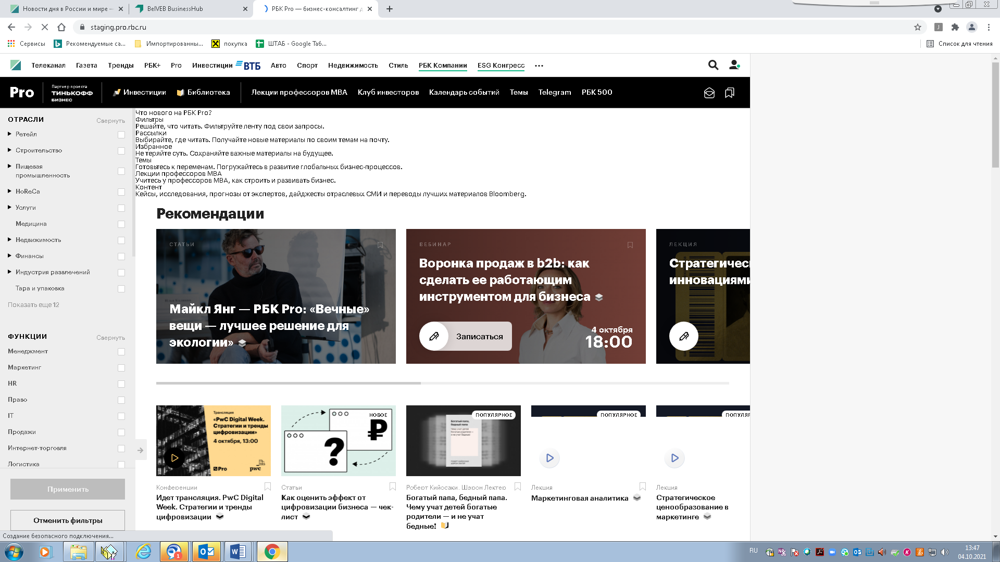 Новости дня в России и мире —
BelVEB BusinessHub
РБК Pro — бизнес-консалтинг д
staging.pro.rbc.ru
Сервисы
Рекомендуемые са...
Импортированны...
покупка
ШТАБ - Google Таб...
Список для чтения
Телеканал
Газета
Тренды
РБК+
Pro
Инвестиции
ВТБ
Авто
Спорт
Недвижимость
Стиль
РБК Компании
ESG Конгресс
Pro
Партнер проекта
ТИНЬКОФФ
БИЗНЕС
Инвестиции
Библиотека
Лекции профессоров MBA
Клуб инвесторов
Календарь событий
Темы
Telegram
РБК 500
ОТРАСЛИ
Свернуть
Ретейл
Строительство
Пищевая
промышленность
HoReCa
Услуги
Медицина
Недвижимость
Финансы
Индустрия развлечений
Тара и упаковка
Показать еще 12
ФУНКЦИИ
Свернуть
Менеджмент
Маркетинг
HR
Право
IT
Продажи
Интернет-торговля
Логистика
Применить
Отменить фильтры
Создание безопасного подключения...
Что нового на РБК Pro?
Фильтры
Решайте, что читать. Фильтруйте ленту под свои запросы.
Рассылки
Выбирайте, где читать. Получайте новые материалы по своим темам на почту.
Избранное
Не теряйте суть. Сохраняйте важные материалы на будущее.
Темы
Готовьтесь к переменам. Погружайтесь в развитие глобальных бизнес-процессов.
Лекции профессоров MBA
Учитесь у профессоров MBA, как строить и развивать бизнес.
Контент
Кейсы, исследования, прогнозы от экспертов, дайджесты отраслевых СМИ и переводы лучших материалов Bloomberg.
Рекомендации
СТАТЬИ
Майкл Янг — РБК Pro: «Вечные»
вещи — лучшее решение для
экологии»
ВЕБИНАР
Воронка продаж в b2b: как
сделать ее работающим
инструментом для бизнеса
Записаться
4 октября
18:00
ЛЕКЦИЯ
Стратегичес
инновациями
Трансляция
«PwC Digital Week.
Стратегии и тренды
цифровизации»
4 октября, 13:00
Pro
pwc
Конференции
Идет трансляция. PwC Digital
Week. Стратегии и тренды
цифровизации
НОВОЕ
₽
?
Статьи
Как оценить эффект от
цифровизации бизнеса — чек-
лист
ПОПУЛЯРНОЕ
Богатый папа,
бедный папа
Чему учат детей
богатые родители —
и не учат бедные!
Роберт Кийосаки, Шэрон Лектер
Богатый папа, бедный папа.
Чему учат детей богатые
родители — и не учат
бедные!
ПОПУЛЯРНОЕ
Лекция
Маркетинговая аналитика
ПОПУЛЯР
Лекция
Стратегическое
ценообразование в
маркетинге
1
RU
13:47
04.10.2021